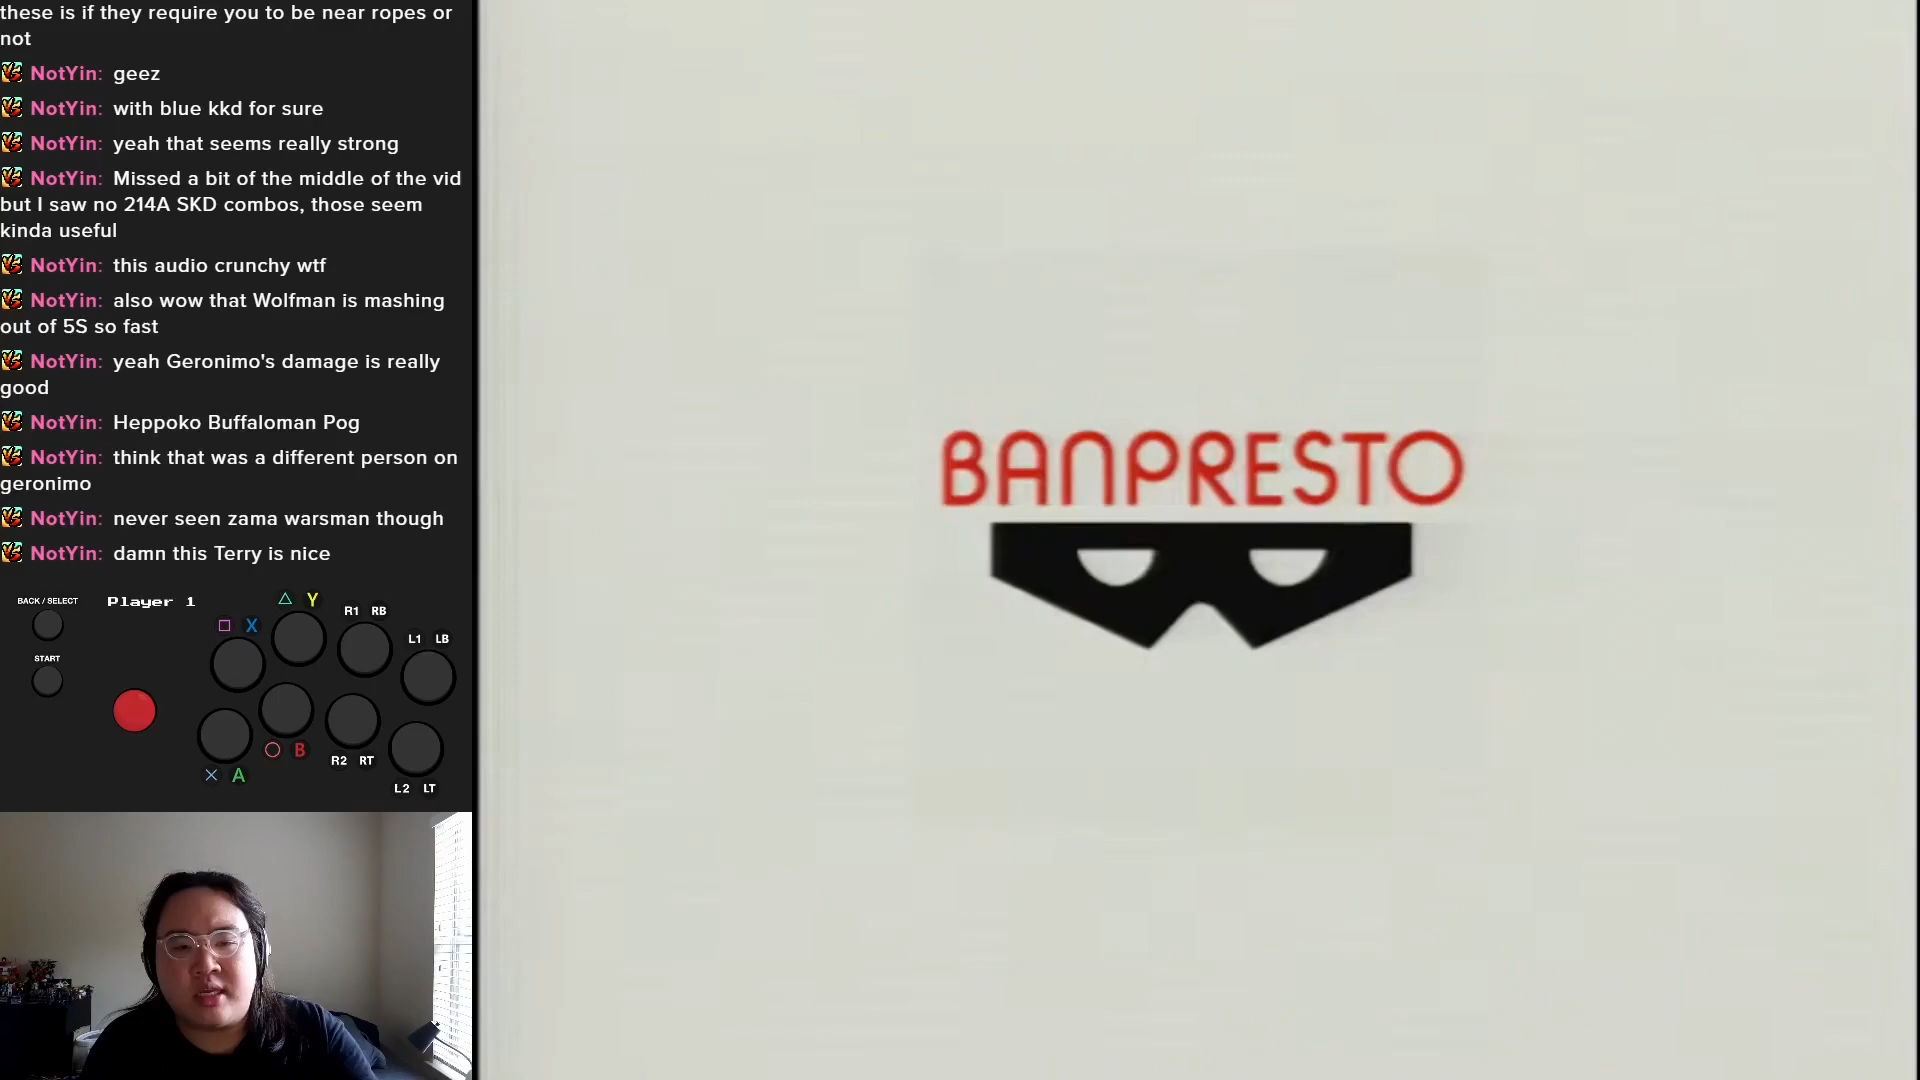 these is if they require you to be near ropes or
not
NotYin: geez
NotYin: with blue kkd for sure
NotYin: yeah that seems really strong
NotYin: Missed a bit of the middle of the vid
but I saw no 214A SKD combos, those seem
kinda useful
NotYin: this audio crunchy wtf
NotYin: also wow that Wolfman is mashing
out of 5S so fast
NotYin: yeah Geronimo's damage is really
good
NotYin: Heppoko Buffaloman Pog
NotYin: think that was a different person on
geronimo
NotYin: never seen zama warsman though
NotYin: damn this Terry is nice
BACK / SELECT
Player 1
START
X
Y
R1 RB
L1 LB
A
B
R2 RT
L2 LT
BANPRESTO